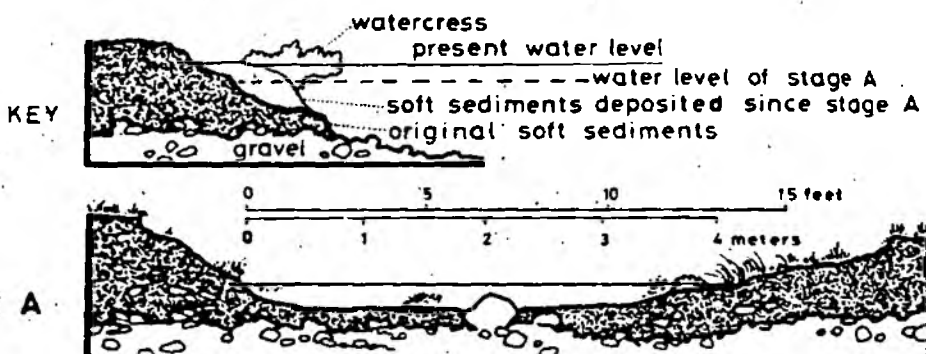 watercress
present water level
water level of stage A
KEY
soft sediments deposited since stage A
original soft sediments
gravel
0 5 10 15 feet
0 1 2 3 4 meters
A